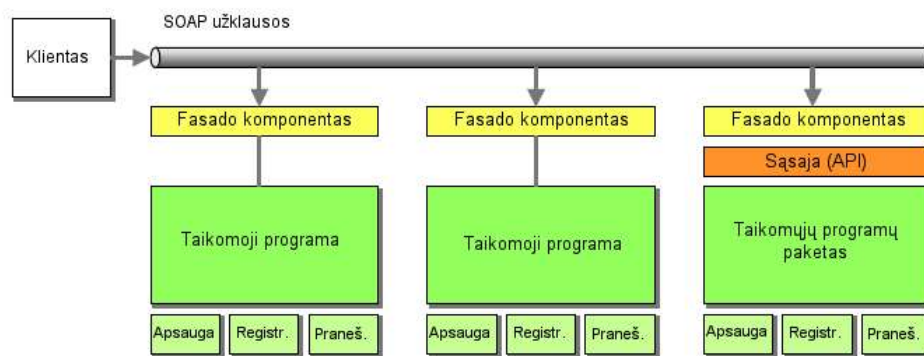 SOAP užklausos
Klientas
Fasado komponentas
Fasado komponentas
Fasado komponentas
Sąsaja (API)
Taikomoji programa
Taikomoji programa
Taikomųjų programų
paketas
Apsauga
Registr.
Praneš.
Apsauga
Registr.
Praneš.
Apsauga
Registr.
Praneš.